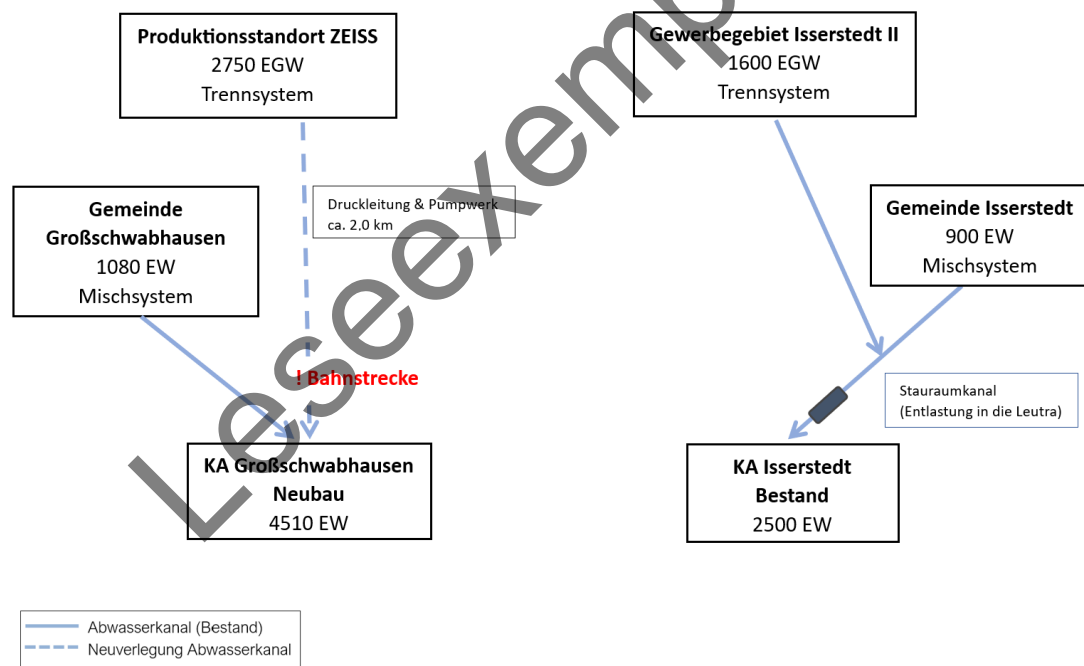 Produktionsstandort ZEISS
2750 EGW
Trennsystem
Gewerbegebiet Isserstedt II
1600 EGW
Trennsystem
Gemeinde
Großschwabhausen
1080 EW
Mischsystem
Druckleitung & Pumpwerk
ca. 2,0 km
Gemeinde Isserstedt
900 EW
Mischsystem
! Bahnstrecke
Stauraumkanal
(Entlastung in die Leutra)
KA Großschwabhausen
Neubau
4510 EW
KA Isserstedt
Bestand
2500 EW
Abwasserkanal (Bestand)
Neuverlegung Abwasserkanal
Leseexemp